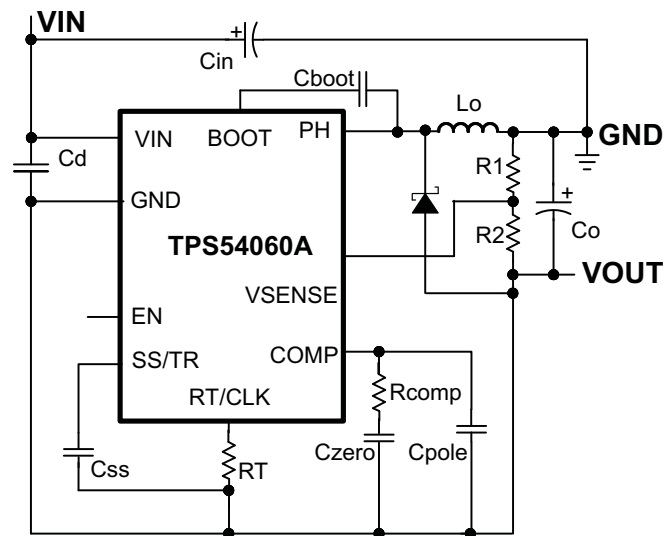 VIN
+
Cin
Cboot
Lo
VIN
BOOT
PH
GND
Cd
R1
GND
+
TPS54060A
R2
Co
VOUT
VSENSE
EN
COMP
SS/TR
RT/CLK
Rcomp
Css
RT
Czero
Cpole